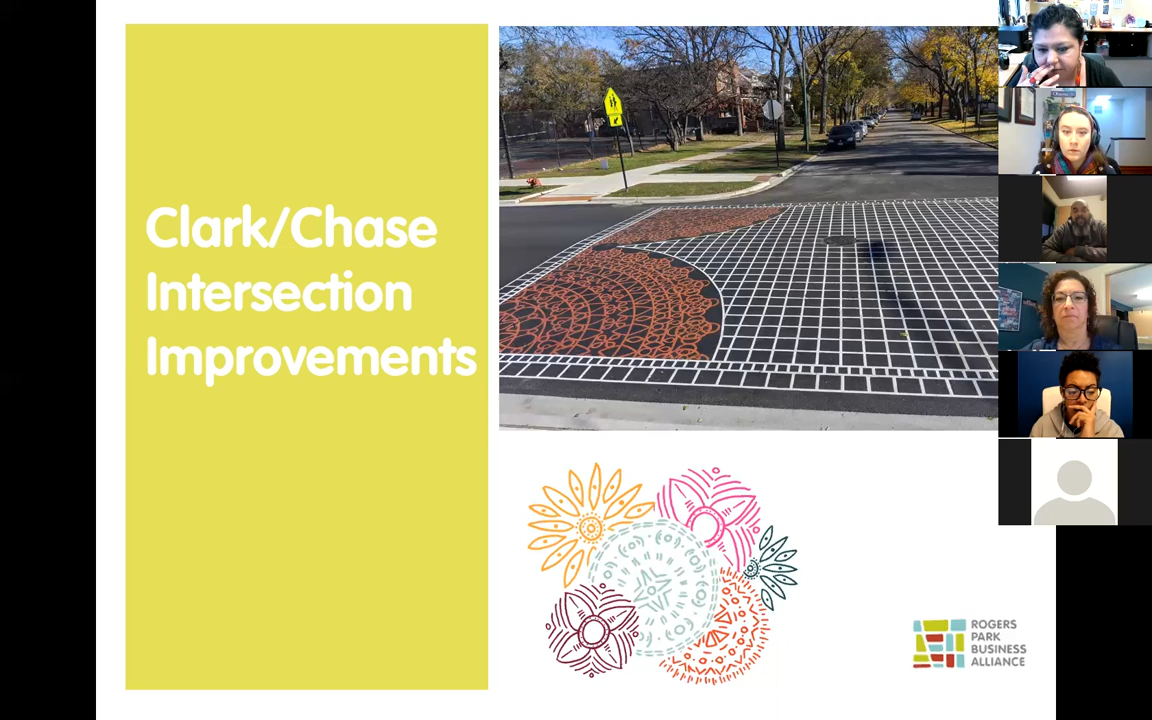 Clark/Chase
Intersection
Improvements
ROGERS
PARK
BUSINESS
ALLIANCE